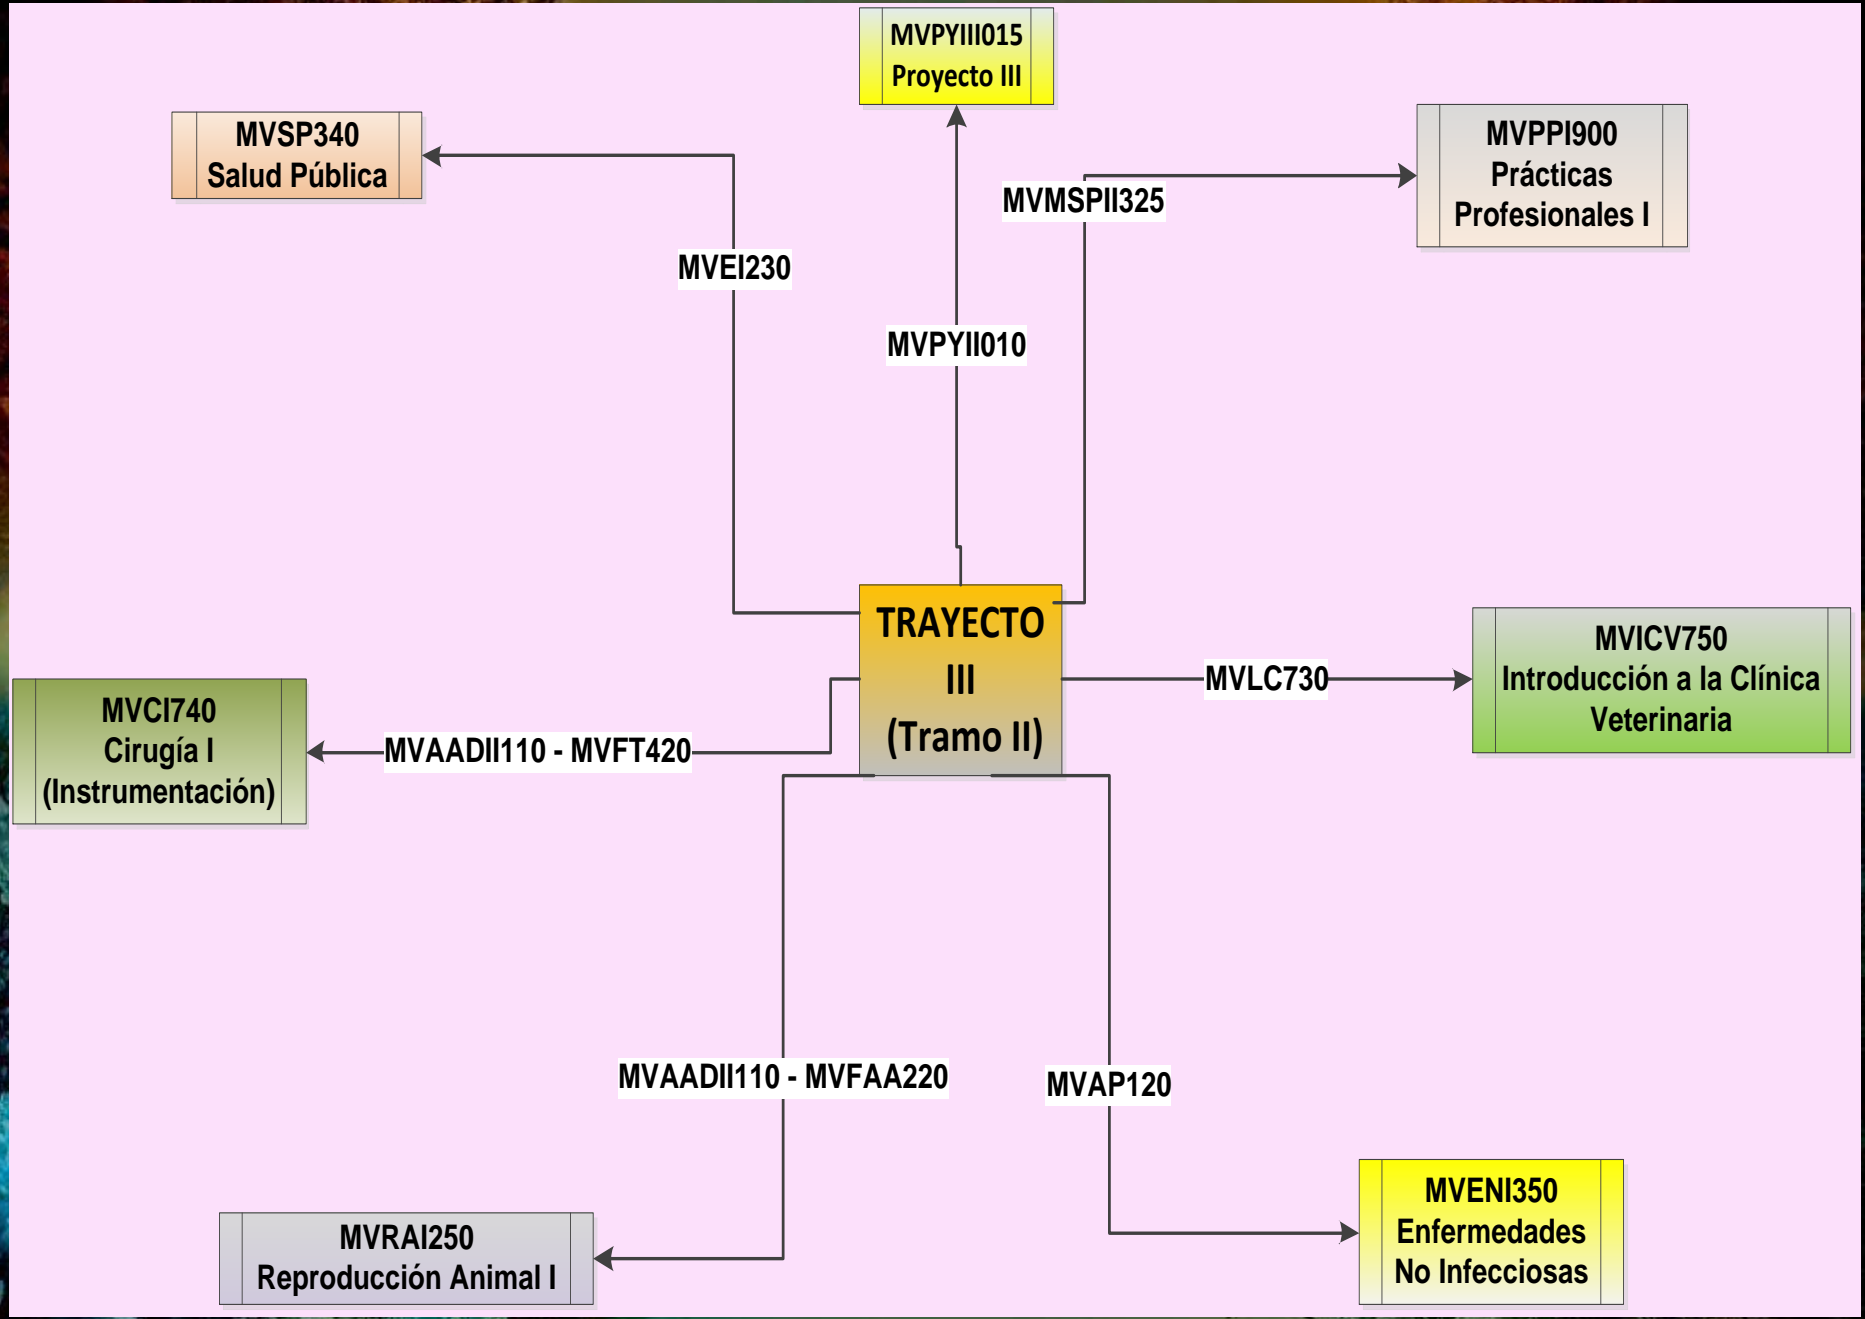 MVPYIII015
Proyecto III
MVSP340
Salud Pública
MVPPI900
Prácticas
Profesionales I
MVMSPII325
MVEI230
MVPYII010
TRAYECTO
III
(Tramo II)
MVICV750
Introducción a la Clínica
Veterinaria
MVLC730
MVCI740
Cirugía I
(Instrumentación)
MVAADII110 - MVFT420
MVAADII110 - MVFAA220
MVAP120
MVRAI250
Reproducción Animal I
MVENI350
Enfermedades
No Infecciosas